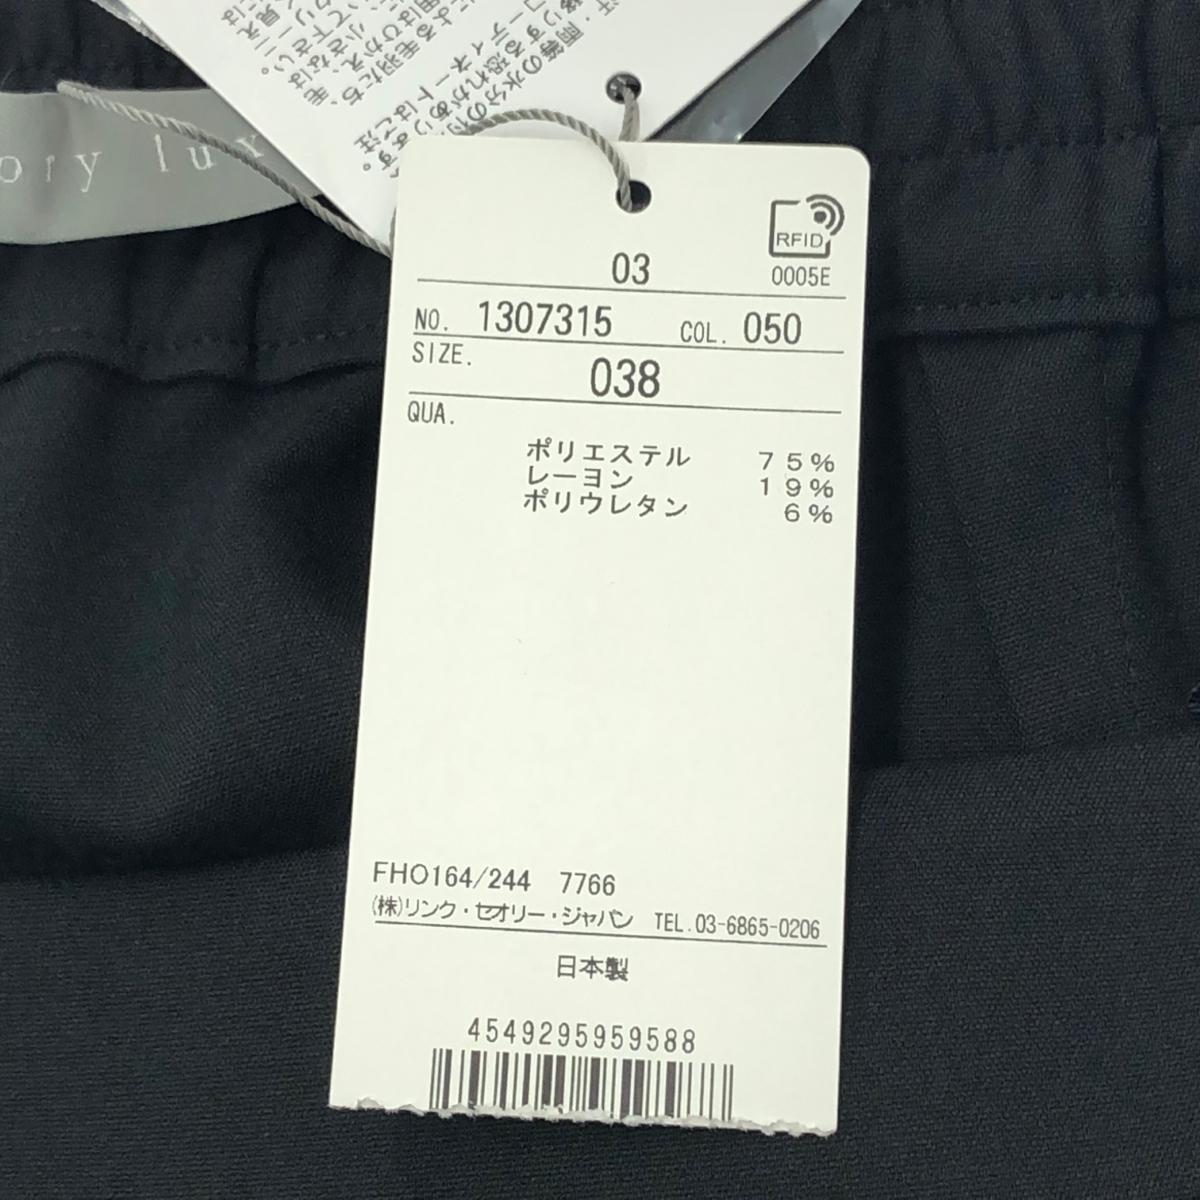 ory lux
RFID
03
0005E
NO. 1307315 COL. 050
SIZE. 038
QUA.
ポリエステル 75%
レーヨン 19%
ポリウレタン 6%
FHO164/244 7766
(株)リンク・セオリー・ジャパン TEL.03-6865-0206
日本製
4549295959588